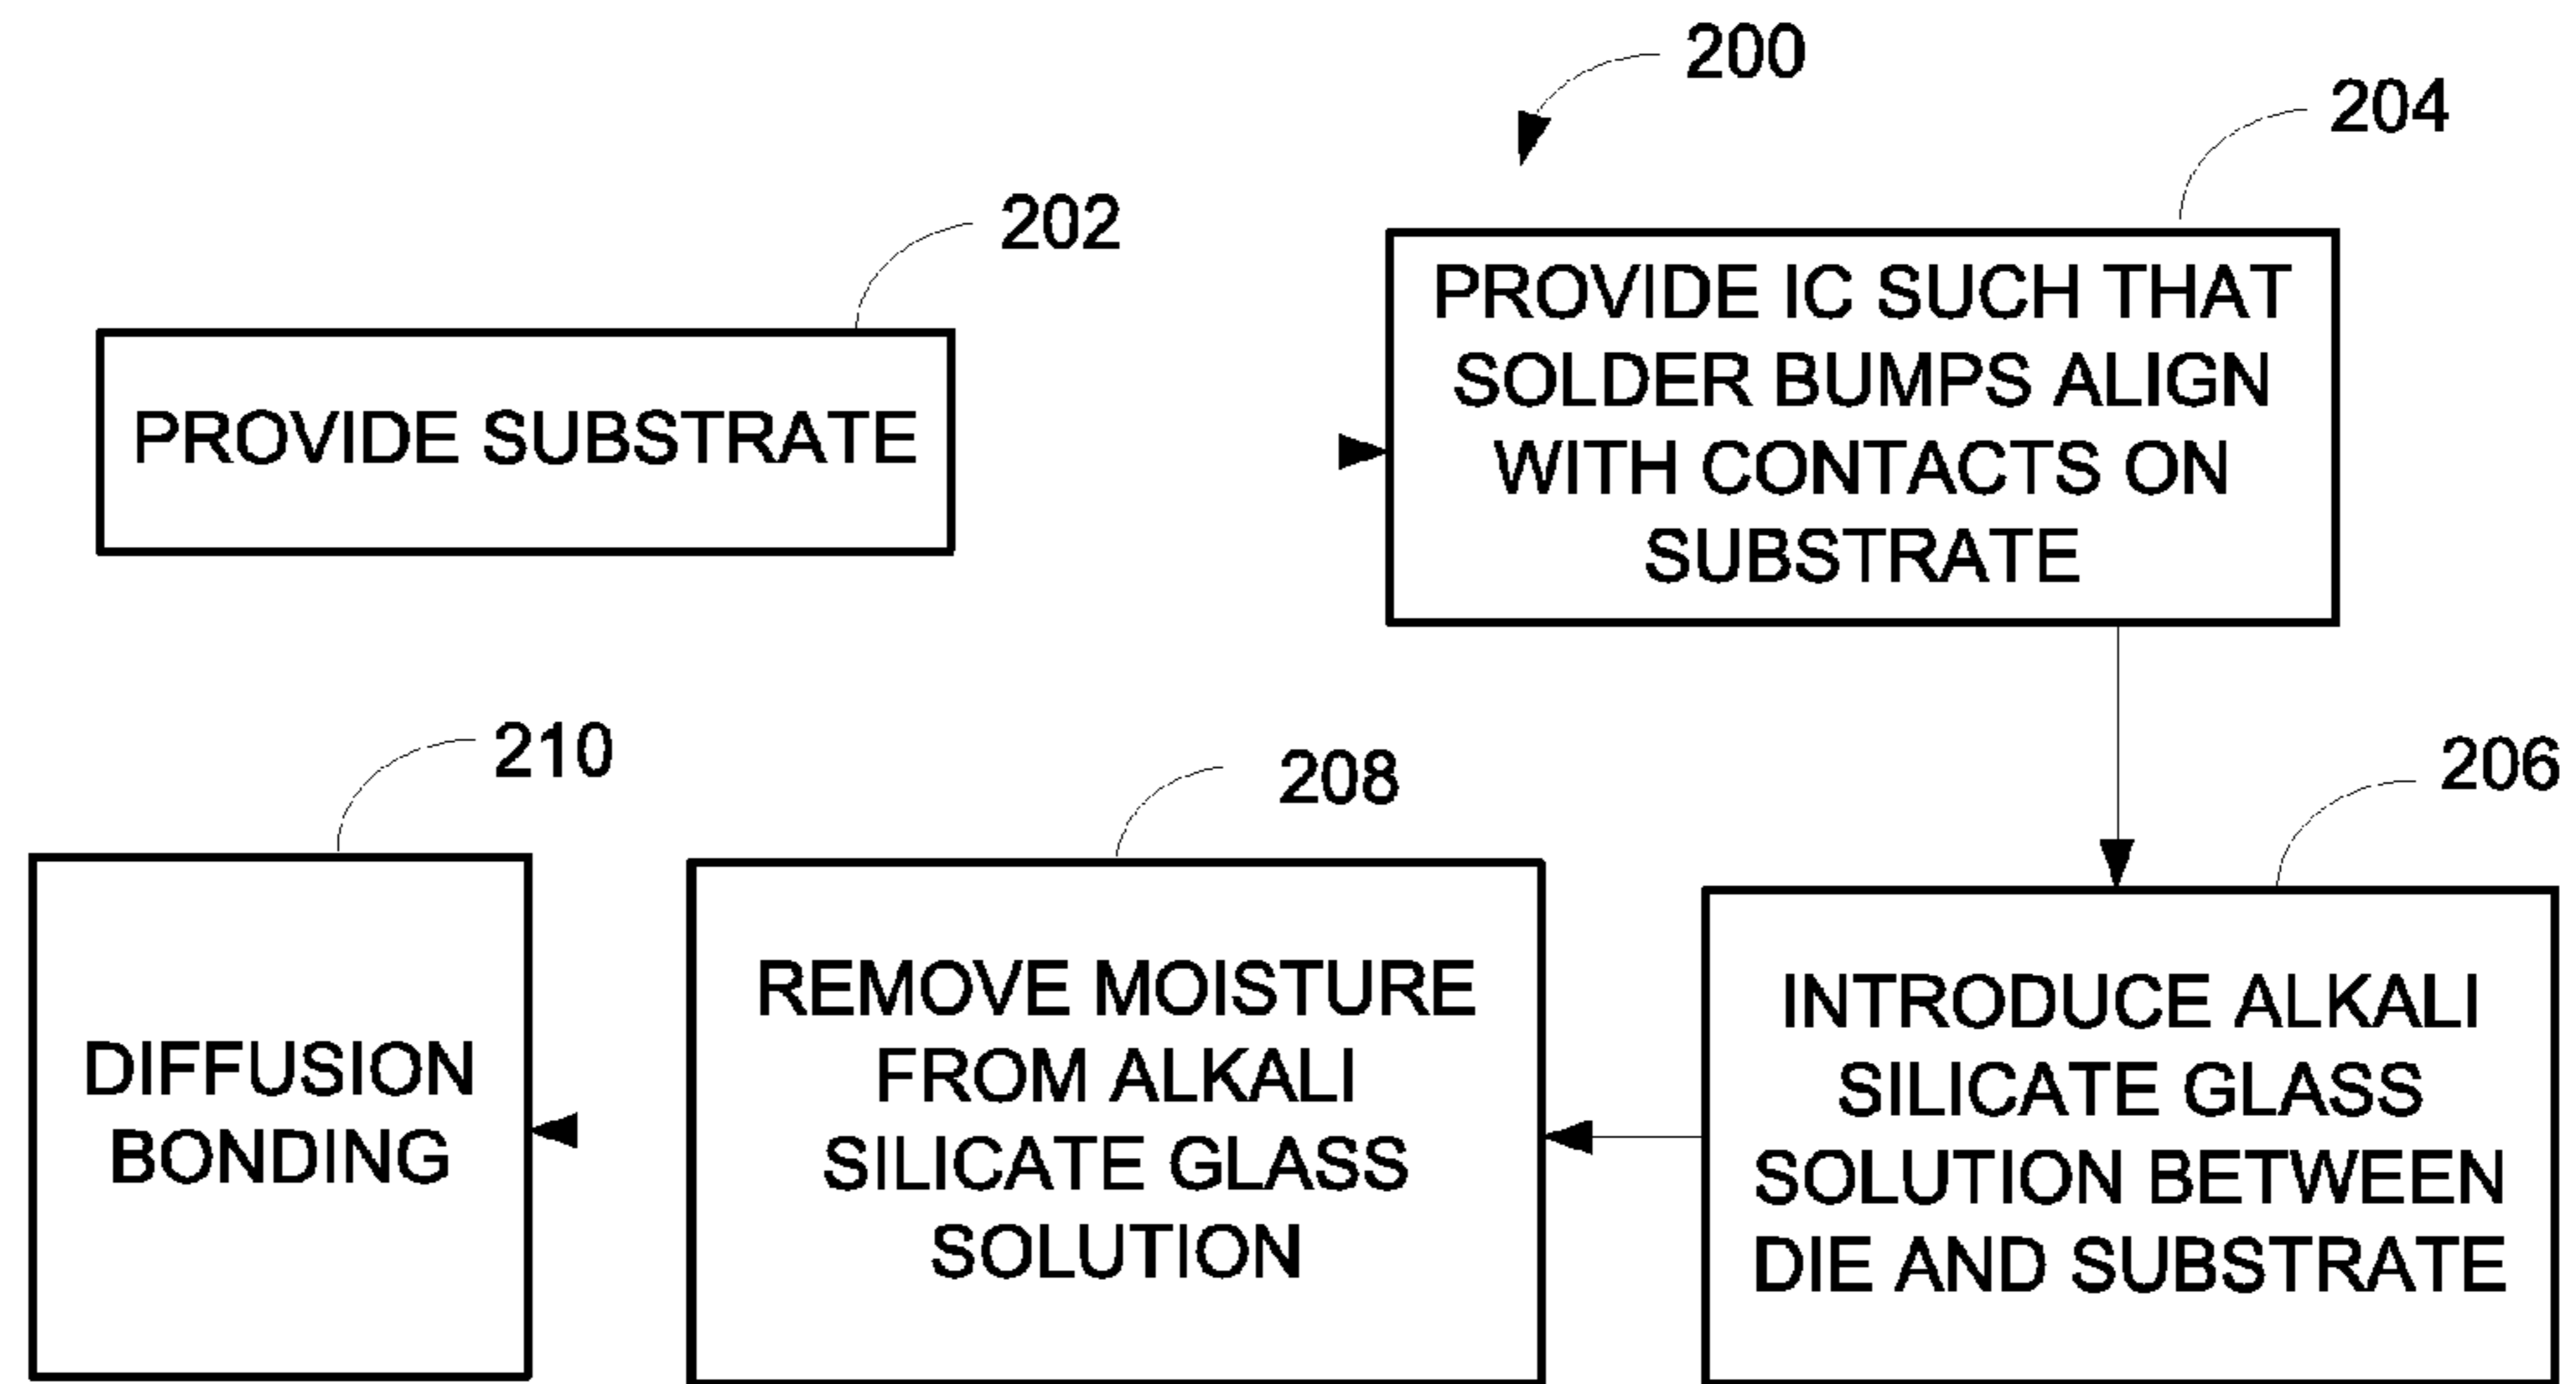 200
204
202
PROVIDE IC SUCH THAT
SOLDER BUMPS ALIGN
WITH CONTACTS ON
SUBSTRATE
PROVIDE SUBSTRATE
210
208
206
DIFFUSION
BONDING
REMOVE MOISTURE
FROM ALKALI
SILICATE GLASS
SOLUTION
INTRODUCE ALKALI
SILICATE GLASS
SOLUTION BETWEEN
DIE AND SUBSTRATE